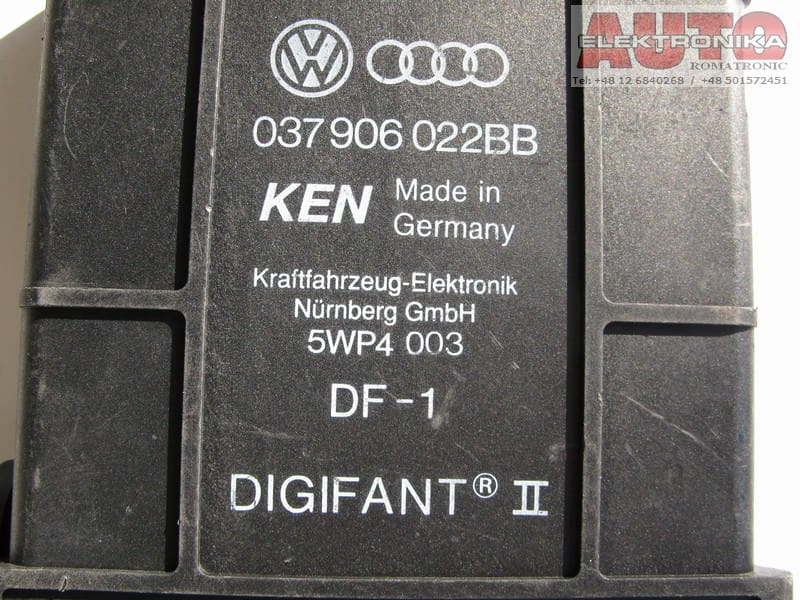 AUTO
ELEKTRONIKA
ROMATRONIC
Tel: +48 12 6840268 / +48 501572451
VW
037 906 022BB
KEN Made in
Germany
Kraftfahrzeug-Elektronik
Nürnberg GmbH
5WP4 003
DF-1
DIGIFANT® II